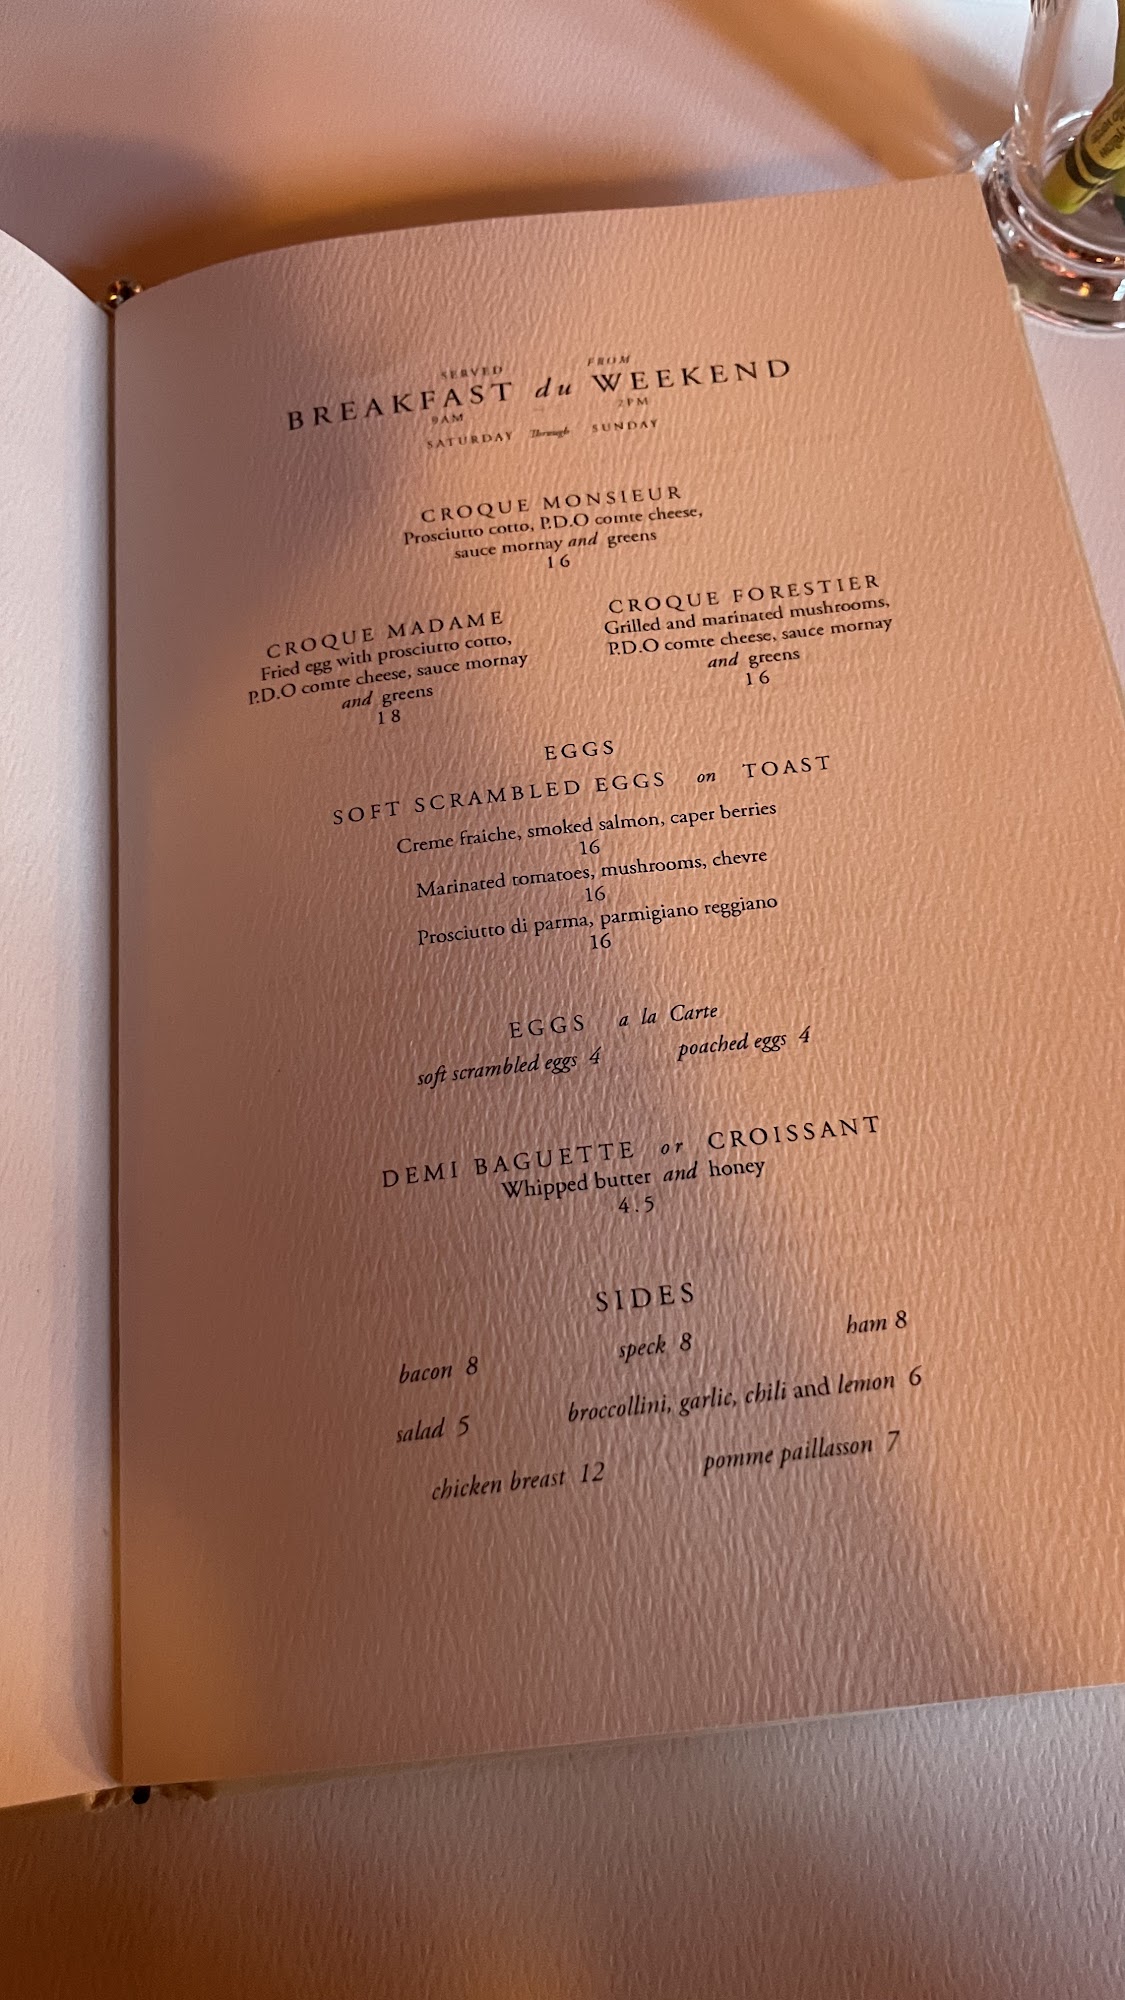 SERVED FROM
BREAKFAST du WEEKEND
9AM 2PM
SATURDAY Through SUNDAY
CROQUE MONSIEUR
Prosciutto cotto, P.D.O comte cheese,
sauce mornay and greens
16
CROQUE MADAME
Fried egg with prosciutto cotto,
P.D.O comte cheese, sauce mornay
and greens
18
CROQUE FORESTIER
Grilled and marinated mushrooms,
P.D.O comte cheese, sauce mornay
and greens
16
EGGS
SOFT SCRAMBLED EGGS on TOAST
Creme fraiche, smoked salmon, caper berries
16
Marinated tomatoes, mushrooms, chevre
16
Prosciutto di parma, parmigiano reggiano
16
EGGS a la Carte
soft scrambled eggs 4 poached eggs 4
DEMI BAGUETTE or CROISSANT
Whipped butter and honey
4.5
SIDES
bacon 8 speck 8 ham 8
salad 5 broccollini, garlic, chili and lemon 6
chicken breast 12 pomme paillasson 7